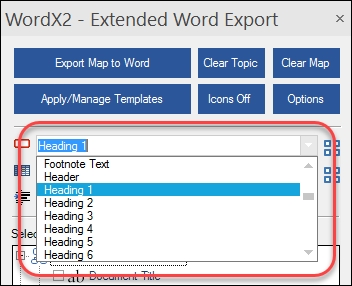 WordX2 - Extended Word Export
Export Map to Word
Clear Topic
Clear Map
Apply/Manage Templates
Icons Off
Options
Heading 1
Footnote Text
Header
Heading 1
Heading 2
Heading 3
Heading 4
Heading 5
Heading 6
Selec
ab Document Title